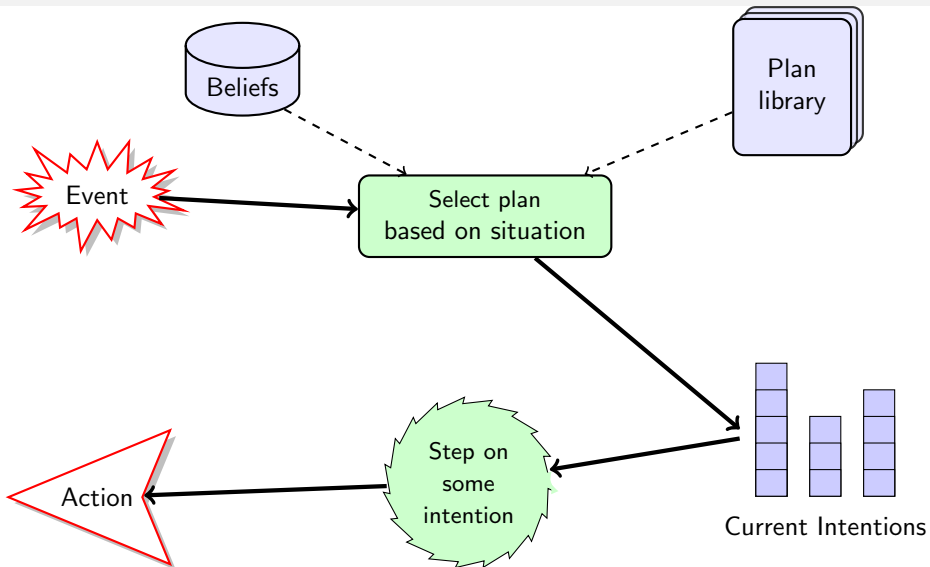 Beliefs
Plan
library
Event
Select plan
based on situation
Step on
some
intention
Action
Current Intentions